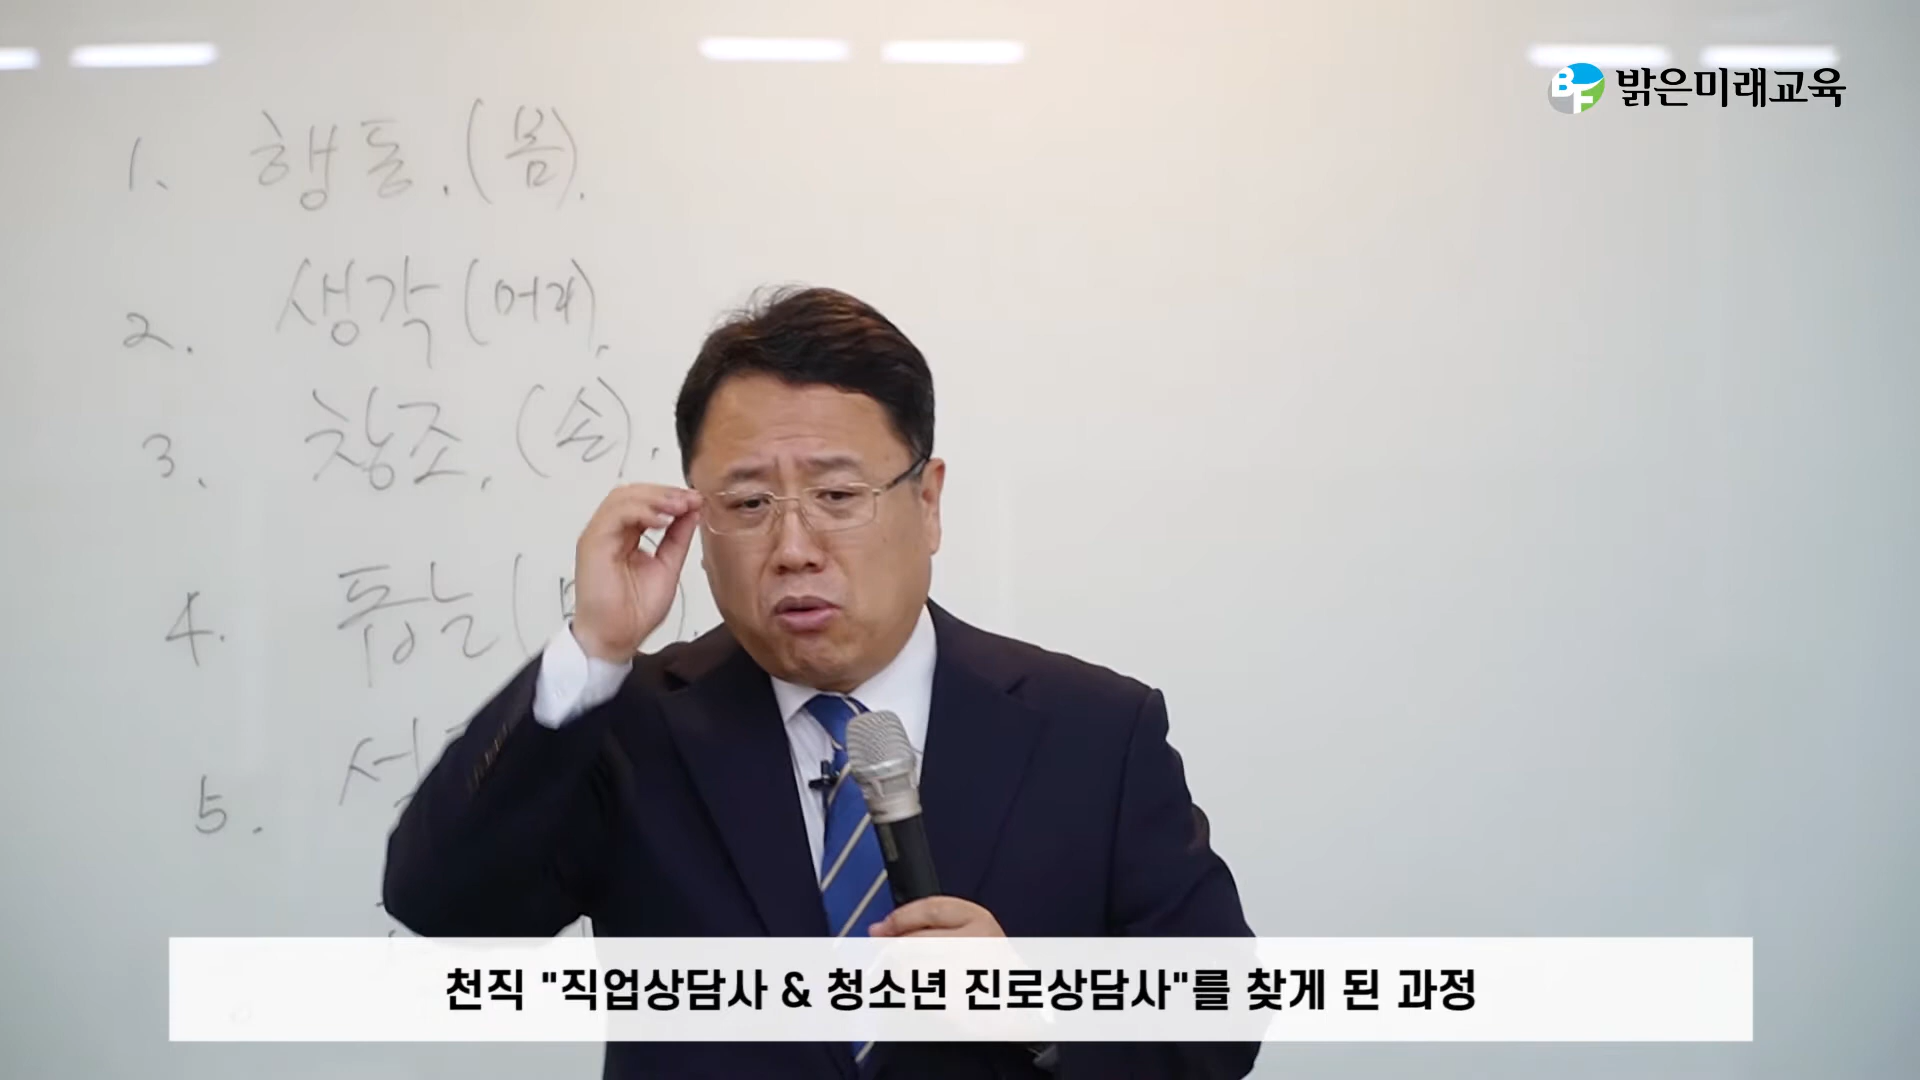 밝은미래교육
1. 행동.(봄).
2. 생각(머리).
3. 창조.(손).
4.
5.
천직 "직업상담사 & 청소년 진로상담사"를 찾게 된 과정